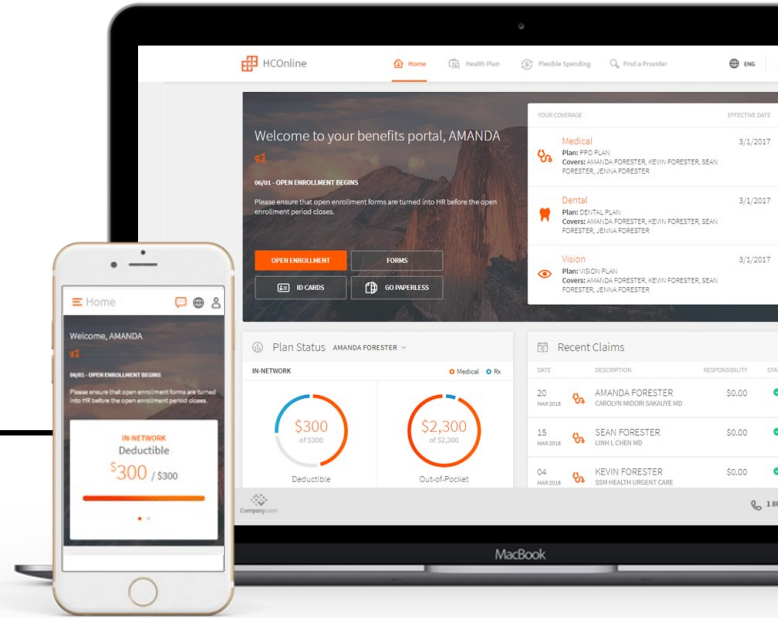 HCOnline
Home
Health Plan
Flexible Spending
Find a Provider
ENG
Welcome to your benefits portal, AMANDA
06/01 - OPEN ENROLLMENT BEGINS
Please ensure that open enrollment forms are turned into HR before the open
enrollment period closes.
OPEN ENROLLMENT
FORMS
ID CARDS
GO PAPERLESS
YOUR COVERAGE
EFFECTIVE DATE
Medical
3/1/2017
Plan: PPO PLAN
Covers: AMANDA FORESTER, KEVIN FORESTER, SEAN
FORESTER, JENNA FORESTER
Dental
3/1/2017
Plan: DENTAL PLAN
Covers: AMANDA FORESTER, KEVIN FORESTER, SEAN
FORESTER, JENNA FORESTER
Vision
3/1/2017
Plan: VISION PLAN
Covers: AMANDA FORESTER, KEVIN FORESTER, SEAN
FORESTER, JENNA FORESTER
Plan Status AMANDA FORESTER
IN-NETWORK
Medical
Rx
$300
of $300
Deductible
$2,300
of $2,300
Out-of-Pocket
Recent Claims
DATE
DESCRIPTION
RESPONSIBILITY
STA
20
MAR 2018
AMANDA FORESTER
CAROLYN MIDORI SAKAUYE MD
$0.00
15
MAR 2018
SEAN FORESTER
LINH L CHEN MD
$0.00
04
MAR 2018
KEVIN FORESTER
SSM HEALTH URGENT CARE
$0.00
Company
1 80
MacBook
Home
Welcome, AMANDA
06/01 - OPEN ENROLLMENT BEGINS
Please ensure that open enrollment forms are turned
into HR before the open enrollment period closes.
IN-NETWORK
Deductible
$300 / $300